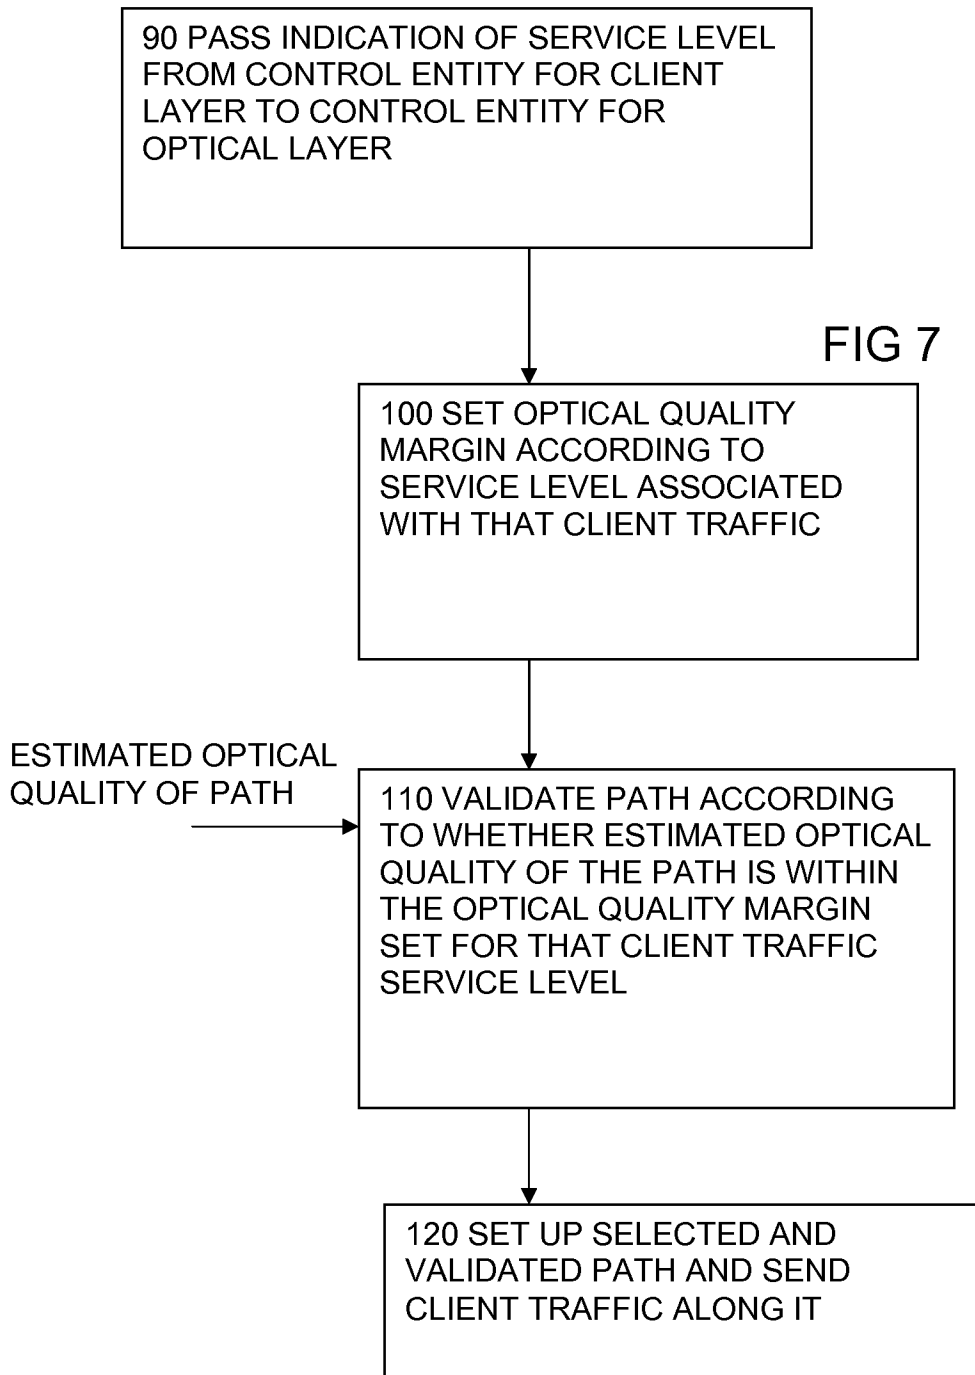 90 PASS INDICATION OF SERVICE LEVEL
FROM CONTROL ENTITY FOR CLIENT
LAYER TO CONTROL ENTITY FOR
OPTICAL LAYER
FIG 7
100 SET OPTICAL QUALITY
MARGIN ACCORDING TO
SERVICE LEVEL ASSOCIATED
WITH THAT CLIENT TRAFFIC
ESTIMATED OPTICAL
QUALITY OF PATH
110 VALIDATE PATH ACCORDING
TO WHETHER ESTIMATED OPTICAL
QUALITY OF THE PATH IS WITHIN
THE OPTICAL QUALITY MARGIN
SET FOR THAT CLIENT TRAFFIC
SERVICE LEVEL
120 SET UP SELECTED AND
VALIDATED PATH AND SEND
CLIENT TRAFFIC ALONG IT